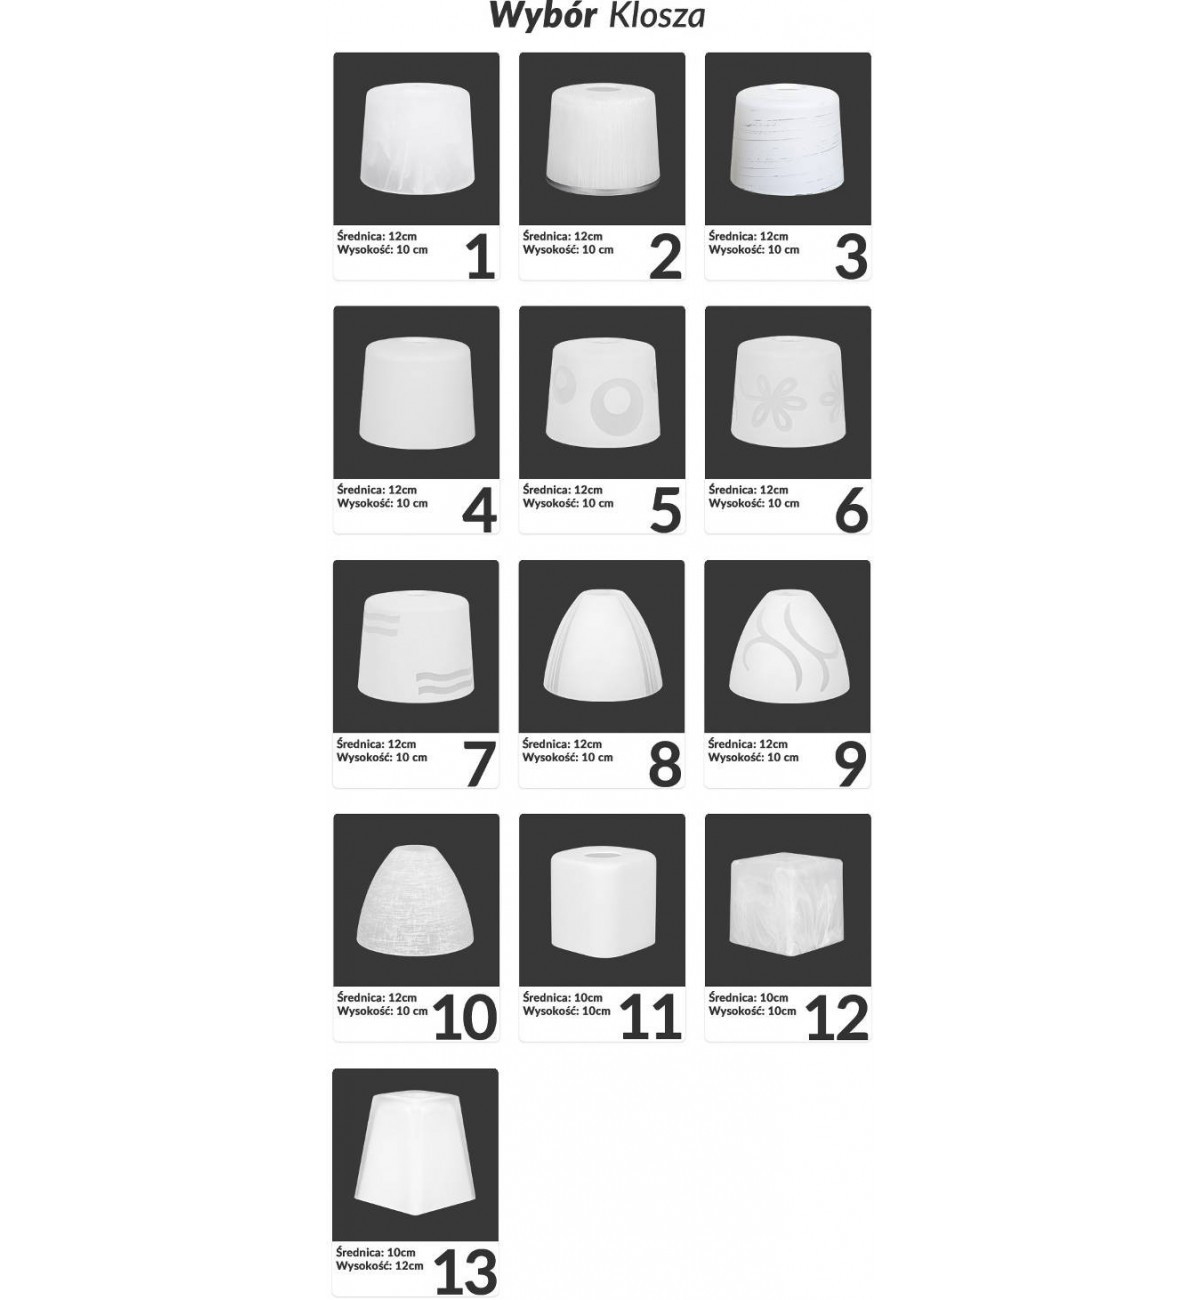 Wybór Klosza
Średnica: 12cm
Wysokość: 10 cm
1
Średnica: 12cm
Wysokość: 10 cm
2
Średnica: 12cm
Wysokość: 10 cm
3
Średnica: 12cm
Wysokość: 10 cm
4
Średnica: 12cm
Wysokość: 10 cm
5
Średnica: 12cm
Wysokość: 10 cm
6
Średnica: 12cm
Wysokość: 10 cm
7
Średnica: 12cm
Wysokość: 10 cm
8
Średnica: 12cm
Wysokość: 10 cm
9
Średnica: 12cm
Wysokość: 10 cm
10
Średnica: 10cm
Wysokość: 10cm
11
Średnica: 10cm
Wysokość: 10cm
12
Średnica: 10cm
Wysokość: 12cm
13